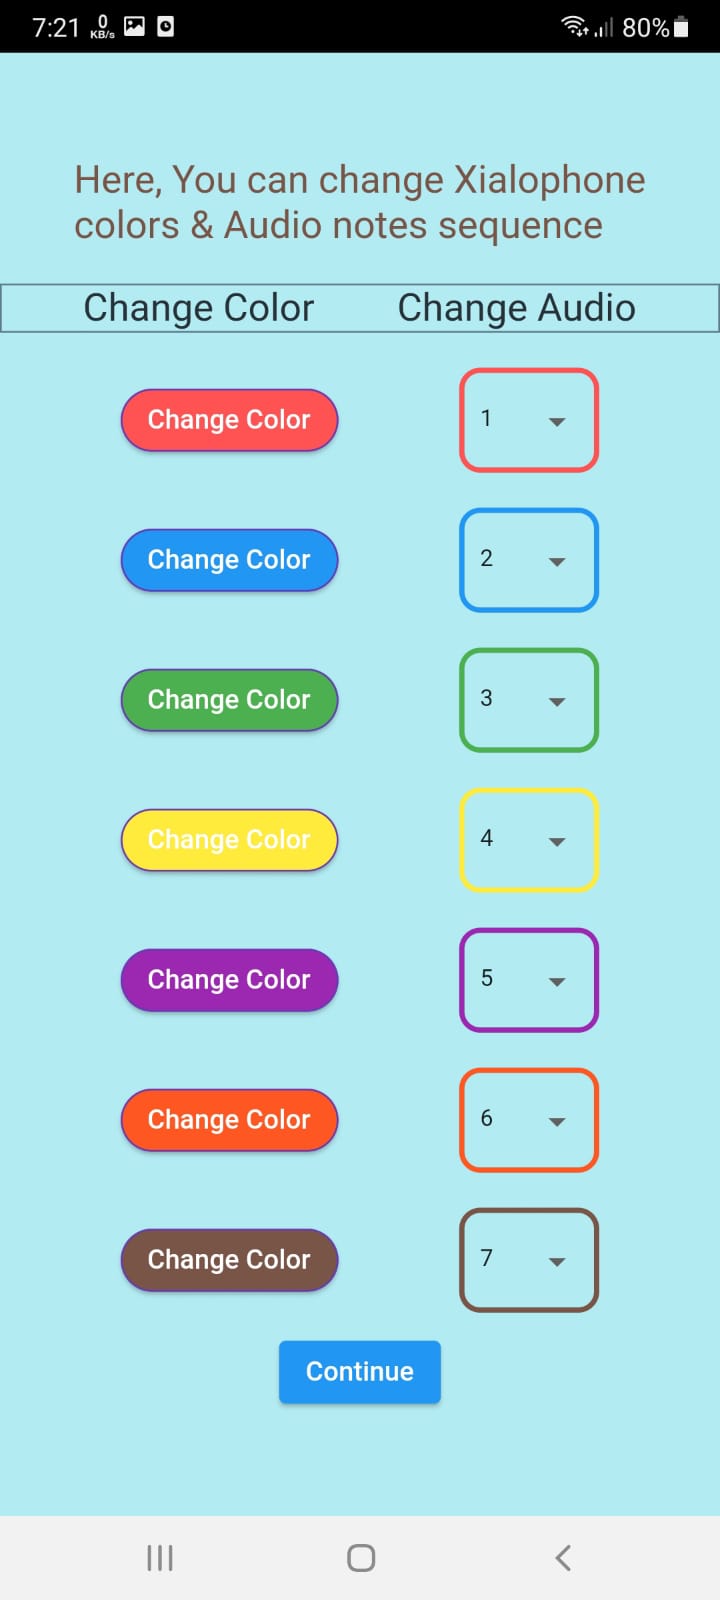 7:21 0 KB/s 80%
Here, You can change Xialophone
colors & Audio notes sequence
Change Color Change Audio
Change Color 1
Change Color 2
Change Color 3
Change Color 4
Change Color 5
Change Color 6
Change Color 7
Continue